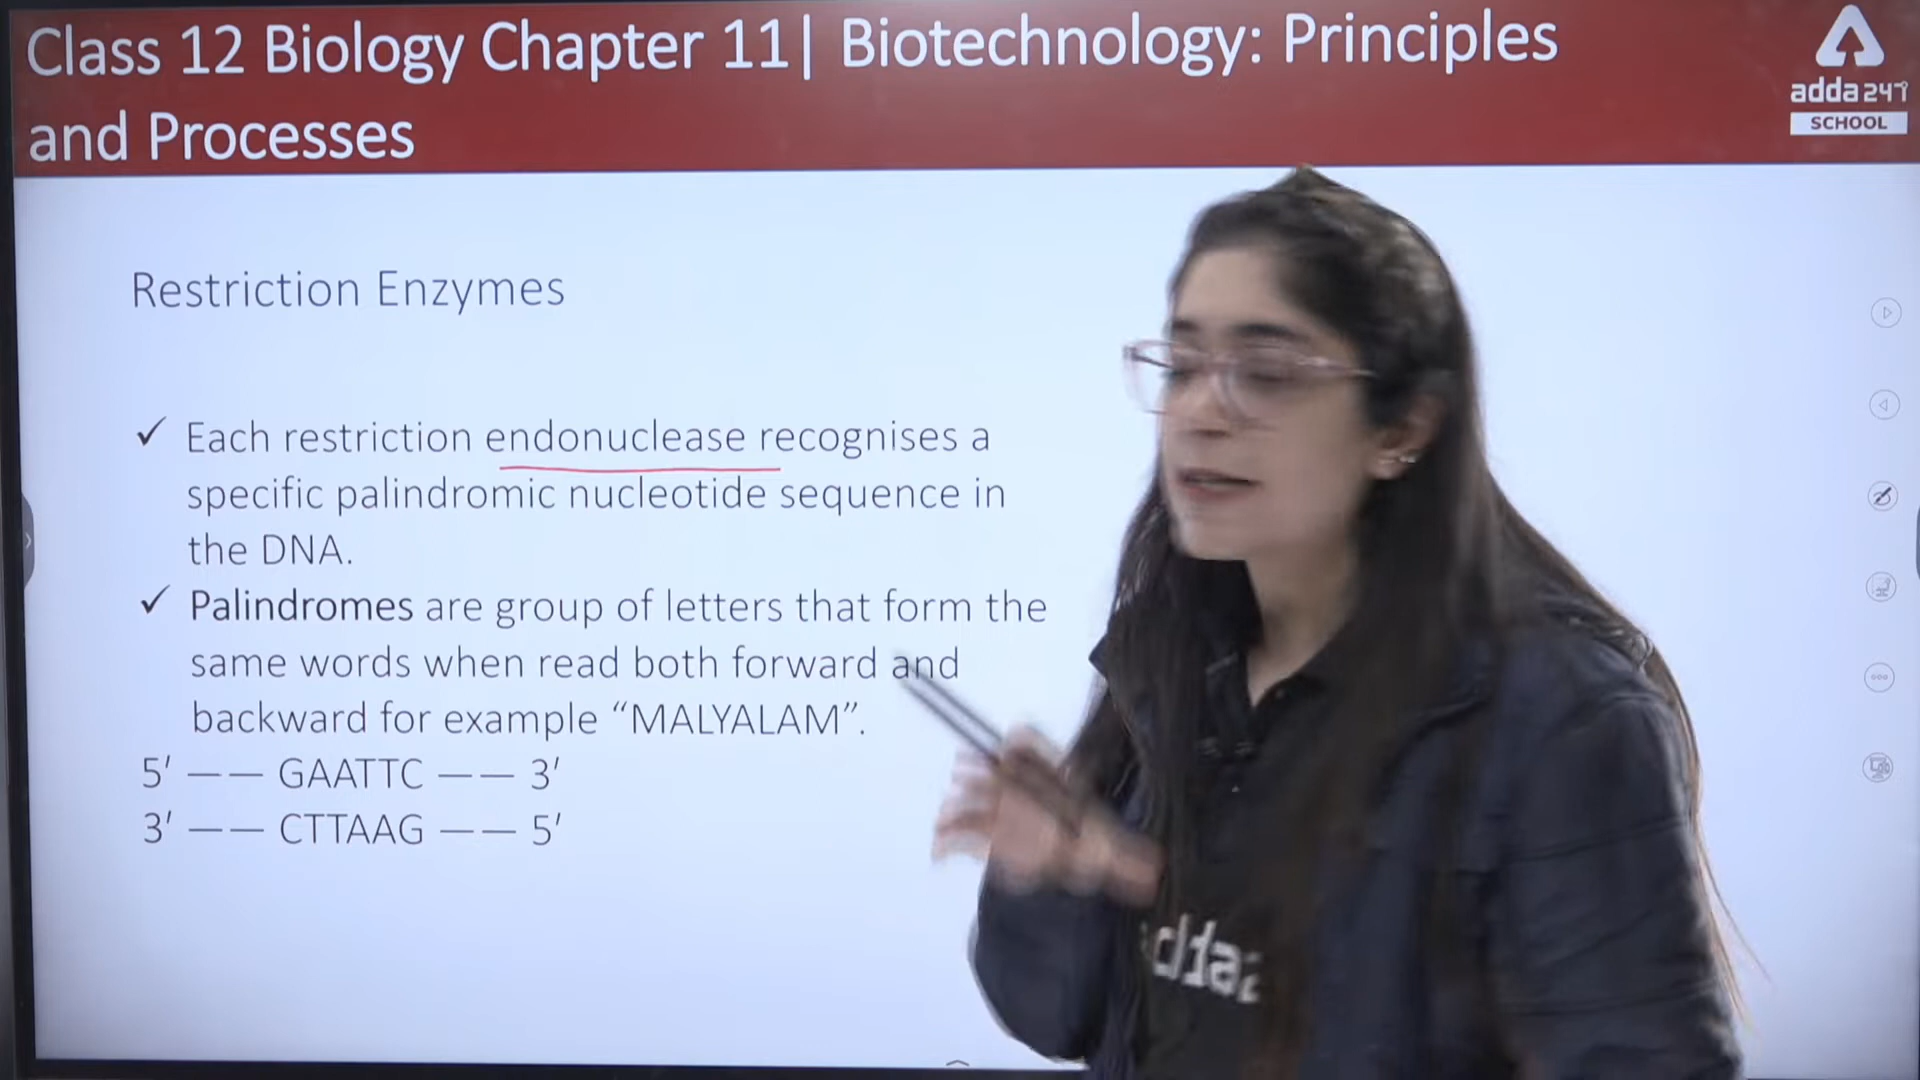 Class 12 Biology Chapter 11| Biotechnology: Principles
and Processes
adda247
SCHOOL
Restriction Enzymes
✓ Each restriction endonuclease recognises a
specific palindromic nucleotide sequence in
the DNA.
✓ Palindromes are group of letters that form the
same words when read both forward and
backward for example “MALYALAM”.
5′ —— GAATTC —— 3′
3′ —— CTTAAG —— 5′